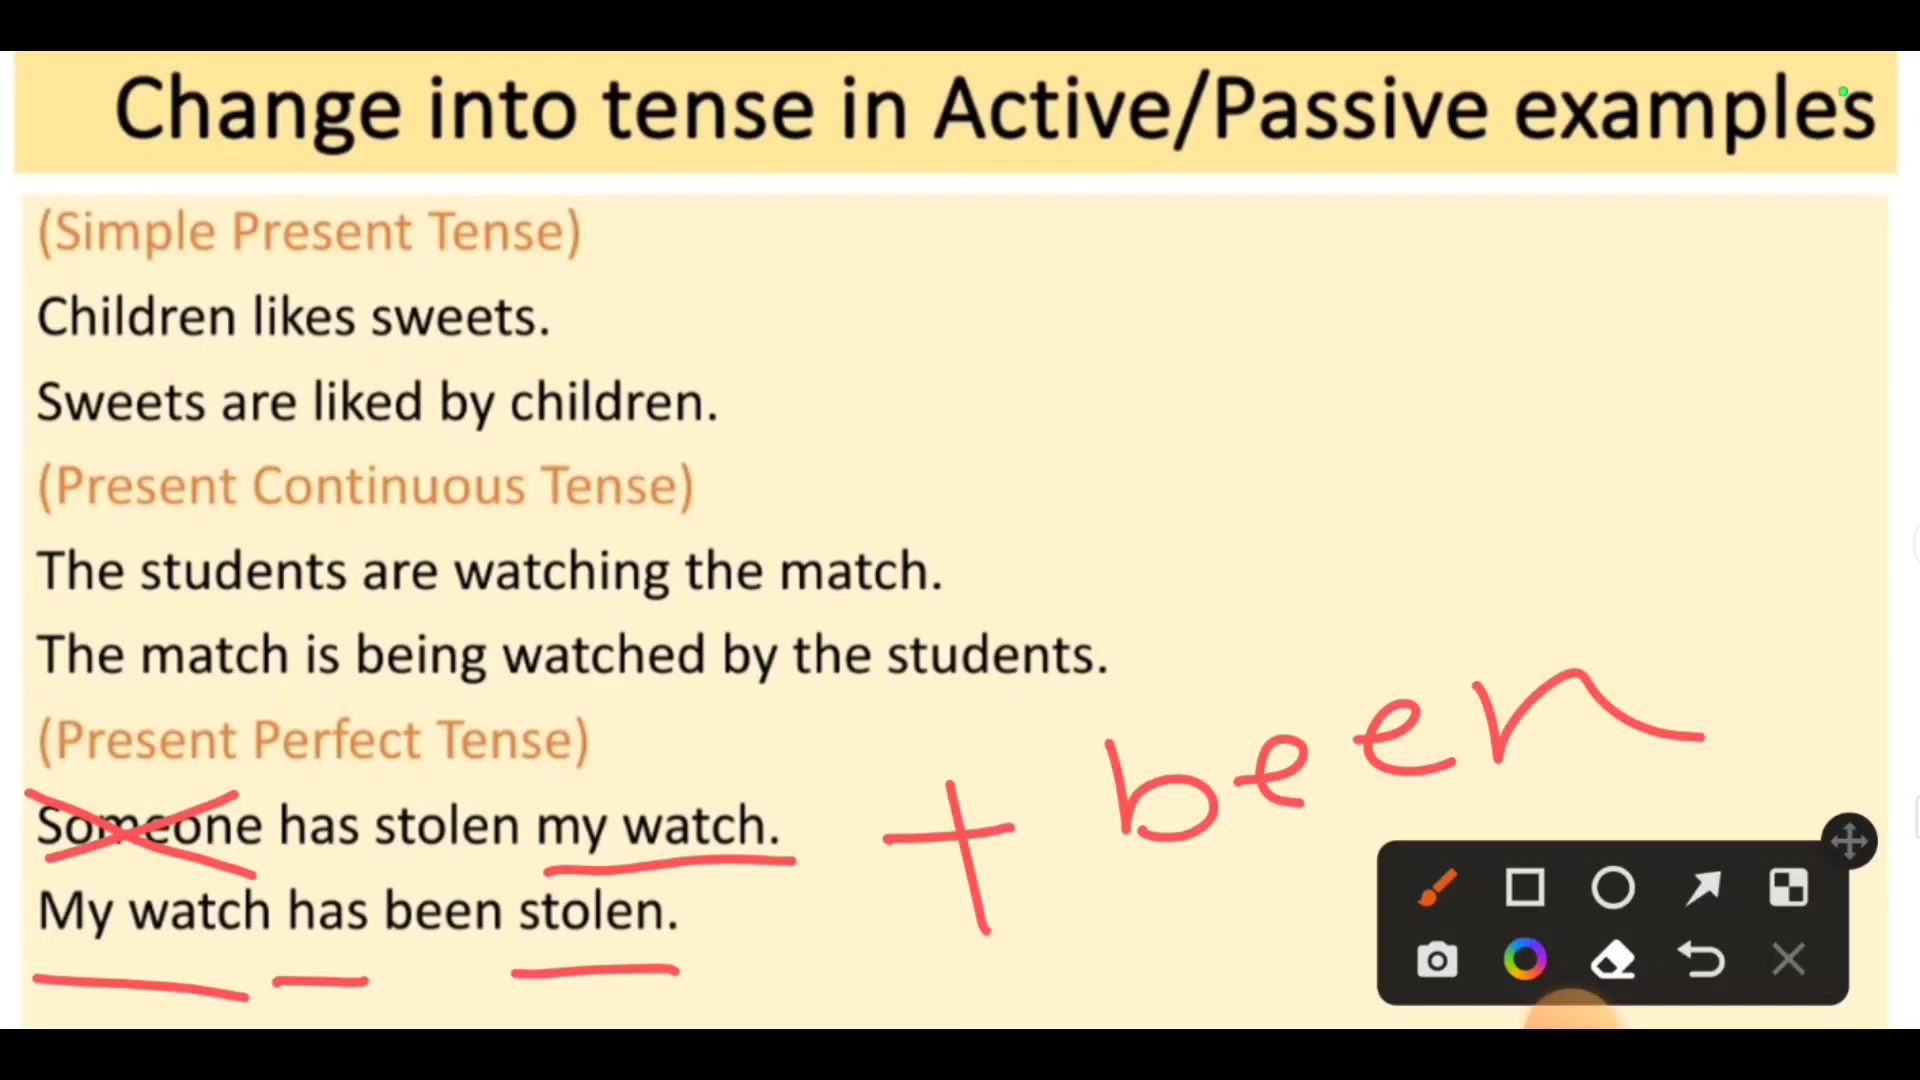 Change into tense in Active/Passive examples
(Simple Present Tense)
Children likes sweets.
Sweets are liked by children.
(Present Continuous Tense)
The students are watching the match.
The match is being watched by the students.
(Present Perfect Tense)
Someone has stolen my watch. + been
My watch has been stolen.